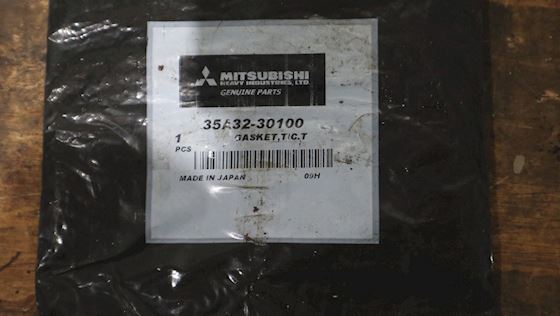 MITSUBISHI
HEAVY INDUSTRIES, LTD
GENUINE PARTS
35A32-30100
1 GASKET,T/C.T
PCS
MADE IN JAPAN 09H